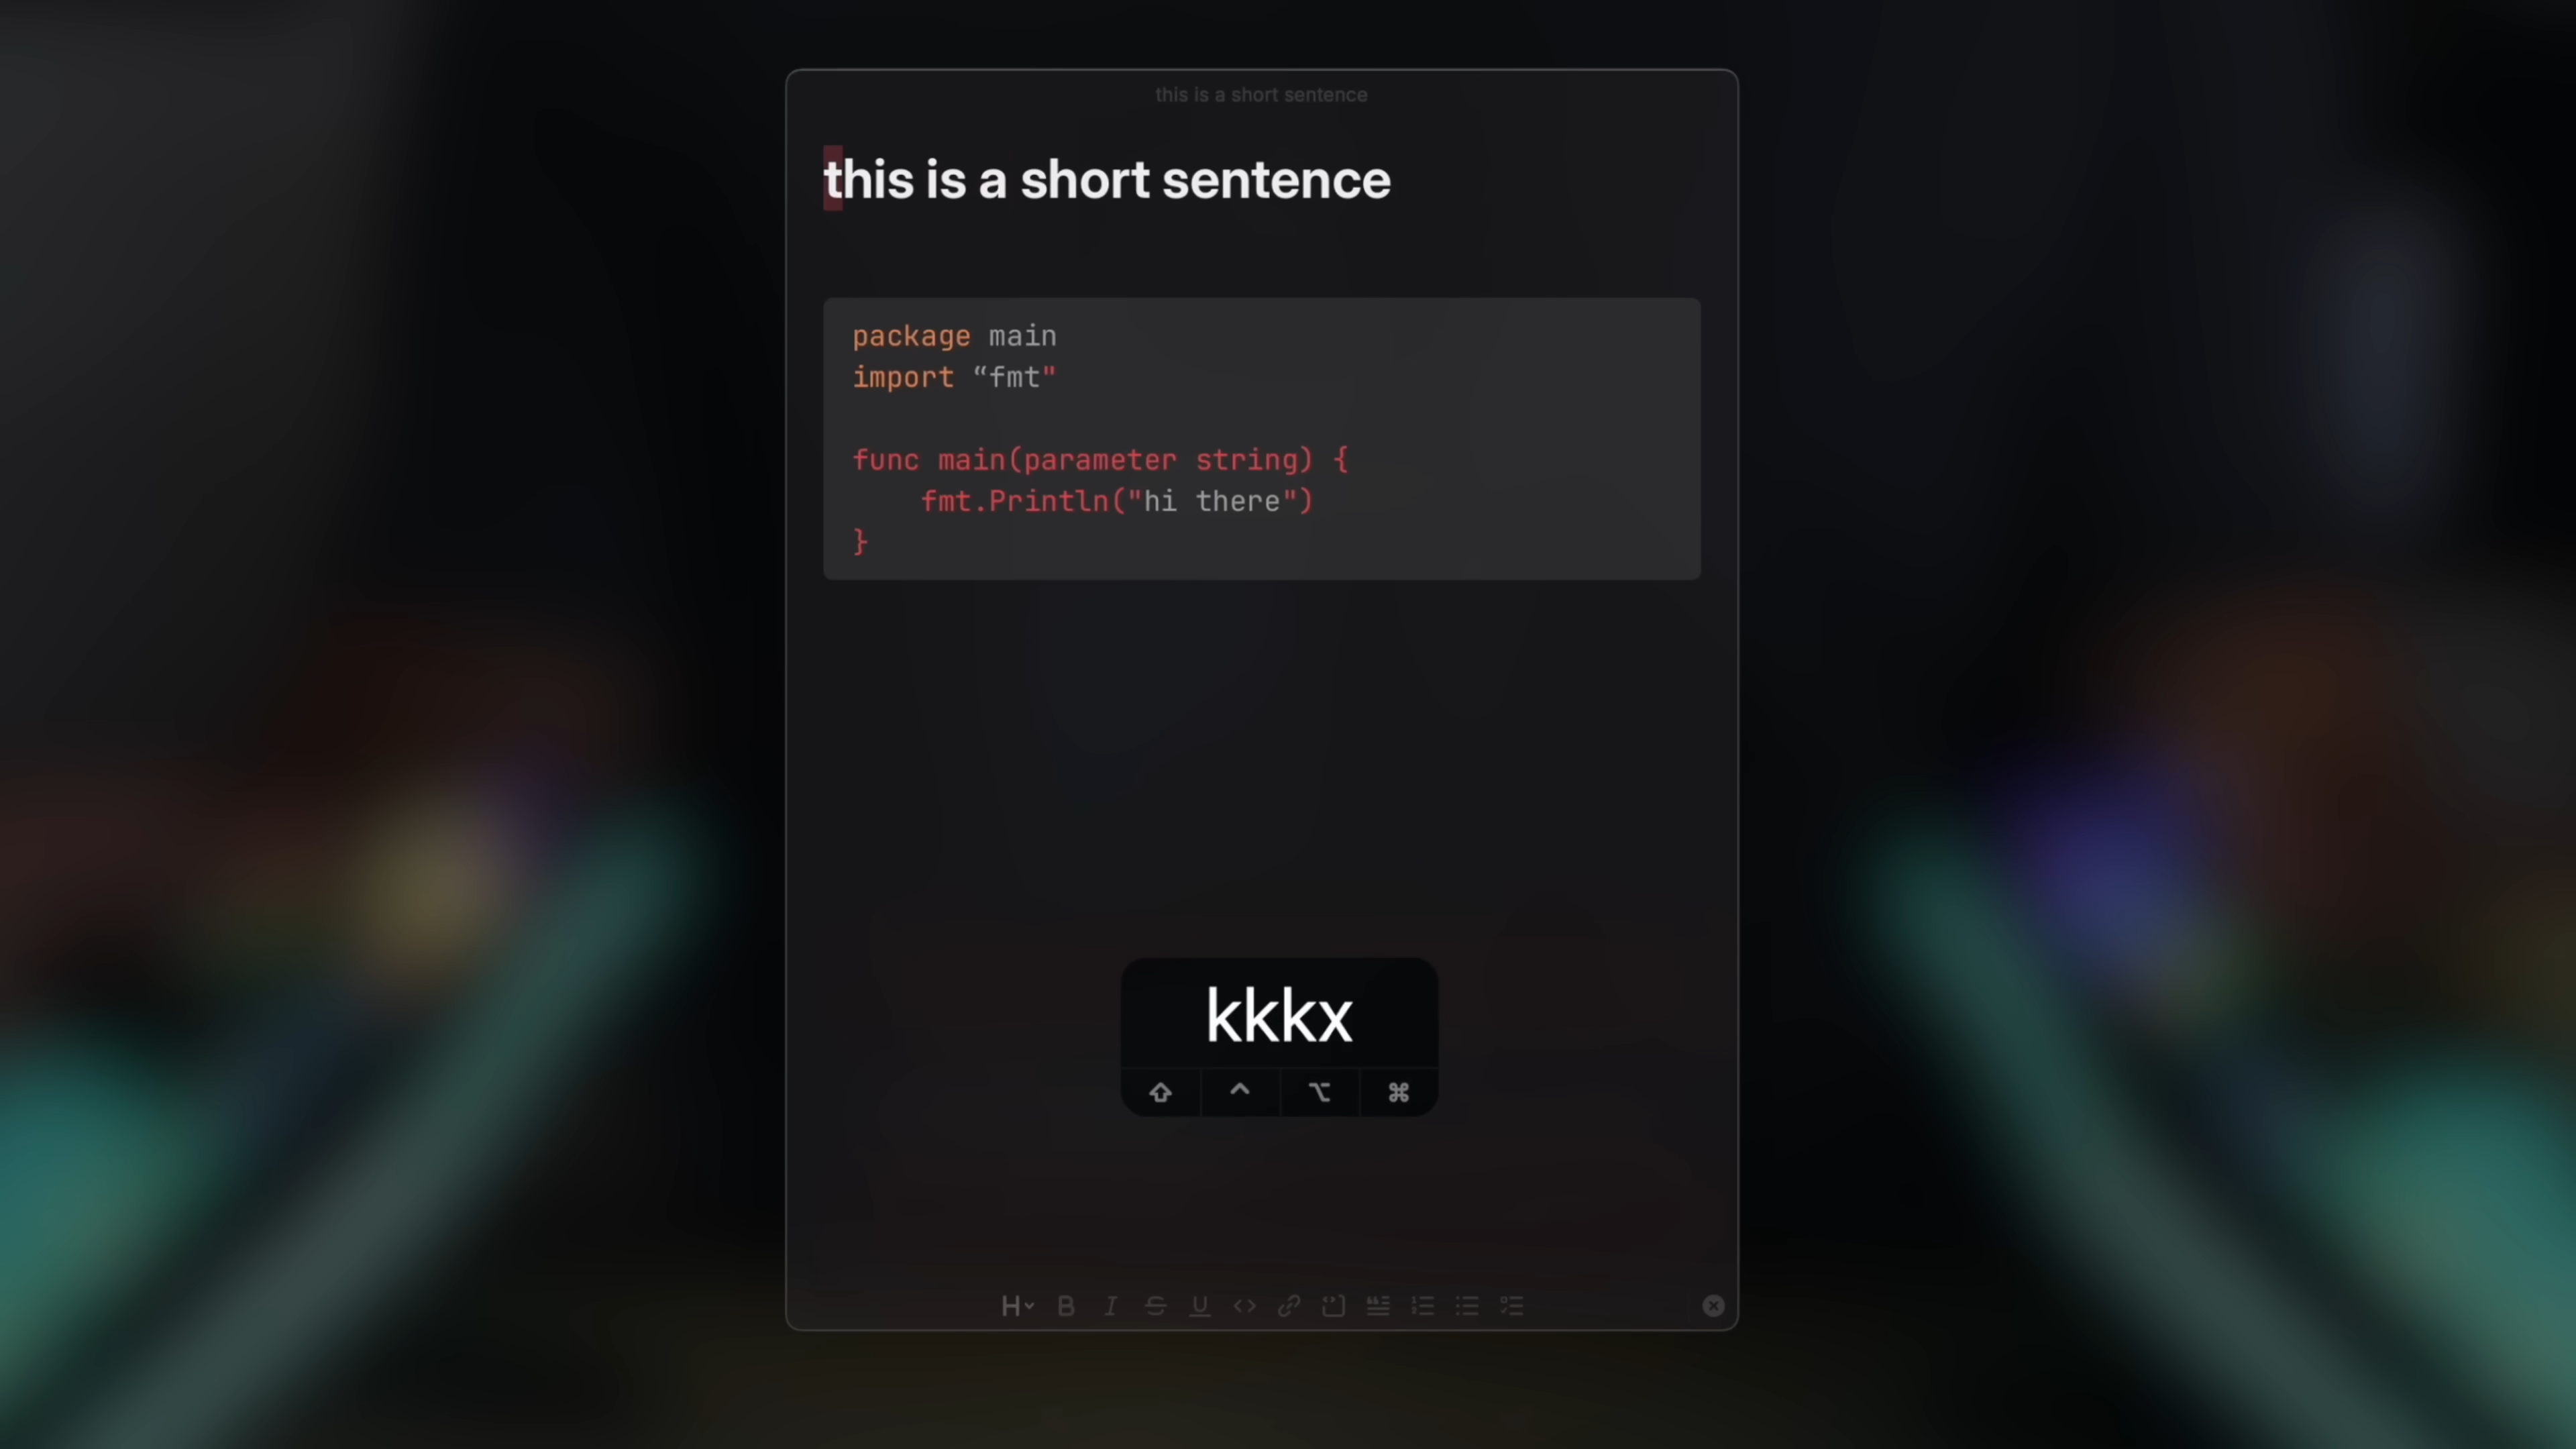 this is a short sentence
this is a short sentence
package main
import “fmt"
func main(parameter string) {
    fmt.Println("hi there")
}
kkkx
⇧ ^ ⌥ ⌘
H B I S U